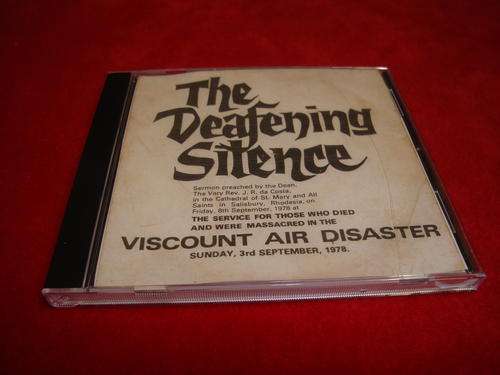 The
Deafening
Silence
Sermon preached by the Dean,
The Very Rev. J. R. da Costa,
in the Cathedral of St. Mary and All
Saints in Salisbury, Rhodesia, on
Friday, 8th September, 1978 at
THE SERVICE FOR THOSE WHO DIED
AND WERE MASSACRED IN THE
VISCOUNT AIR DISASTER
SUNDAY, 3rd SEPTEMBER, 1978.